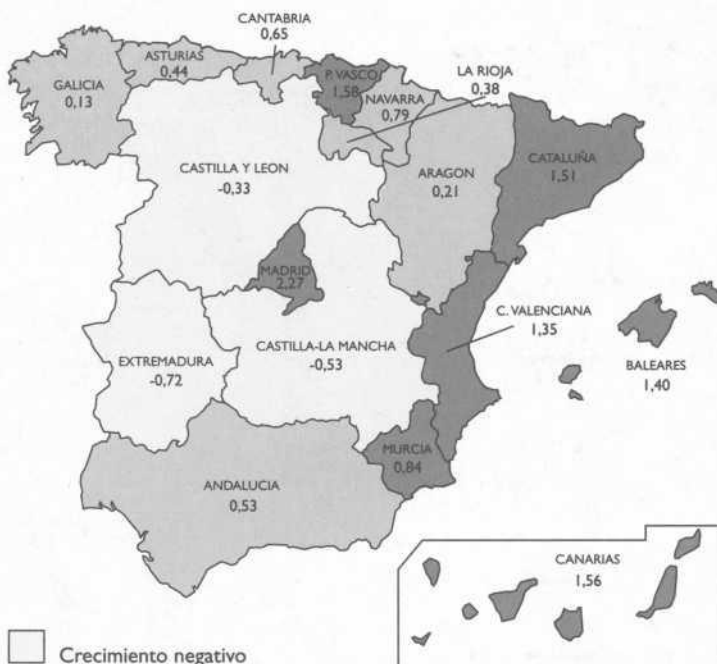 CANTABRIA
0,65
ASTURIAS
0,44
GALICIA
0,13
P. VASCO
1,58
LA RIOJA
0,38
NAVARRA
0,79
CASTILLA Y LEON
-0,33
ARAGON
0,21
CATALUÑA
1,51
MADRID
2,27
C. VALENCIANA
1,35
CASTILLA-LA MANCHA
-0,53
EXTREMADURA
-0,72
BALEARES
1,40
MURCIA
0,84
ANDALUCIA
0,53
CANARIAS
1,56
Crecimiento negativo